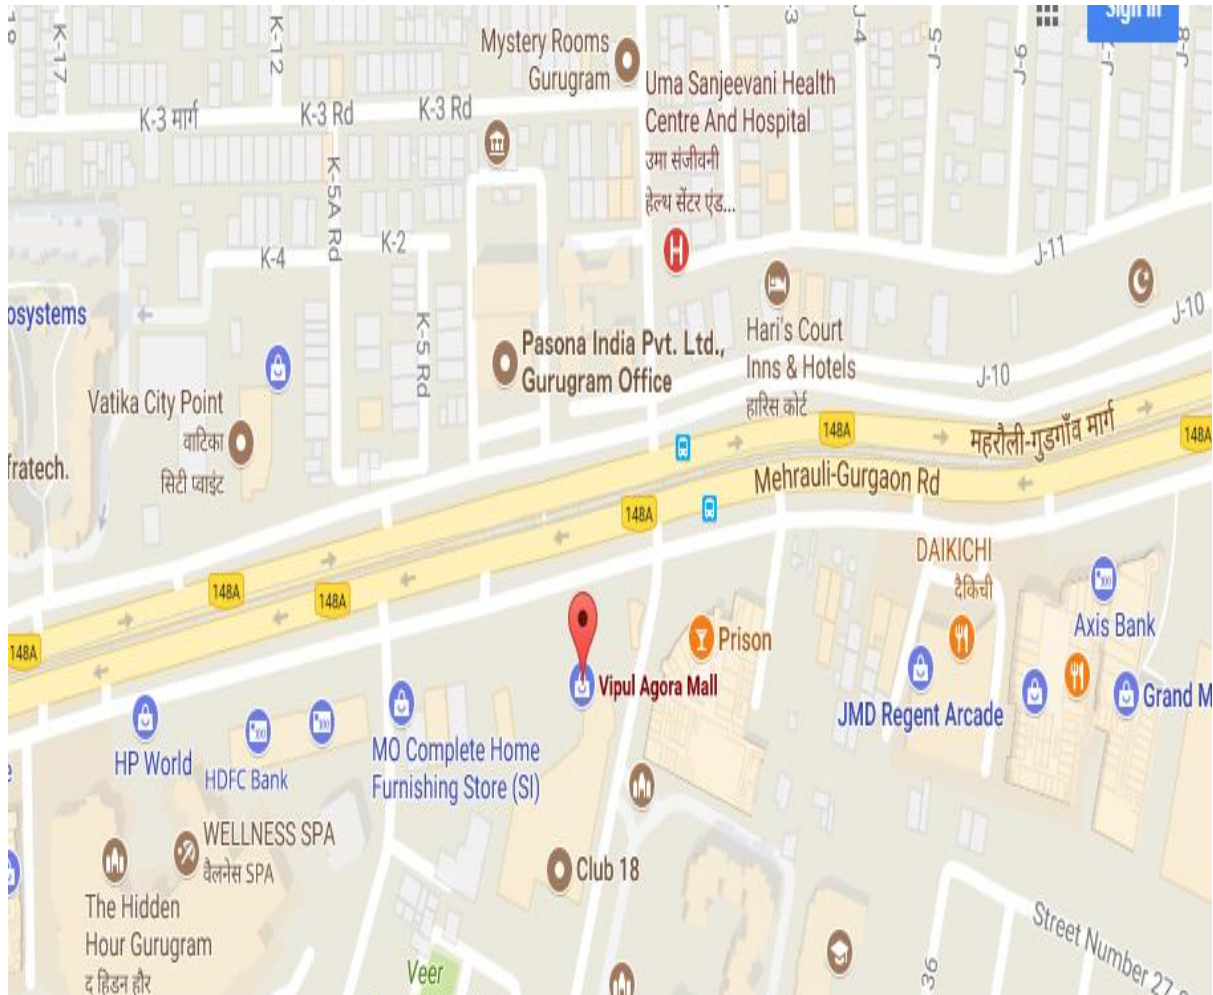 K-17
K-12
Mystery Rooms
Gurugram
J-4
J-5
J-6
J-8
Sign in
K-3 मार्ग
K-3 Rd
K-3 Rd
Uma Sanjeevani Health
Centre And Hospital
उमा संजीवनी
हेल्थ सेंटर एंड...
K-5A Rd
K-2
K-4
H
J-11
J-10
osystems
K-5 Rd
Pasona India Pvt. Ltd.,
Gurugram Office
Hari's Court
Inns & Hotels
हारिस कोर्ट
J-10
Vatika City Point
वाटिका
सिटी प्वाइंट
fratech.
148A
महरौली-गुडगाँव मार्ग
148A
Mehrauli-Gurgaon Rd
148A
DAIKICHI
दैकिची
148A
148A
148A
Axis Bank
Prison
Vipul Agora Mall
JMD Regent Arcade
Grand M
HP World
HDFC Bank
MO Complete Home
Furnishing Store (SI)
WELLNESS SPA
वैलनेस SPA
Club 18
The Hidden
Hour Gurugram
द हिडन हौर
Veer
36
Street Number 27